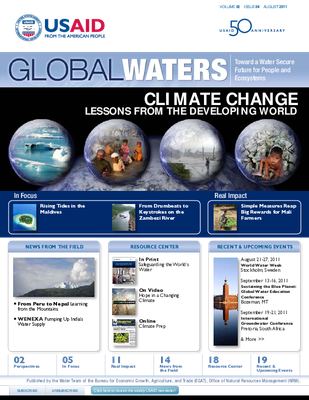 VOLUME III ISSUE III AUGUST 2011
USAID
FROM THE AMERICAN PEOPLE
USAID 50 ANNIVERSARY
GLOBALWATERS
Toward a Water Secure
Future for People and
Ecosystems
CLIMATE CHANGE
LESSONS FROM THE DEVELOPING WORLD
In Focus
Real Impact
Rising Tides in the
Maldives
From Drumbeats to
Keystrokes on the
Zambezi River
Simple Measures Reap
Big Rewards for Mali
Farmers
NEWS FROM THE FIELD
• From Peru to Nepal Learning
from the Mountains
• WENEXA Pumping Up India's
Water Supply
RESOURCE CENTER
In Print
Safeguarding the World's
Water
On Video
Hope in a Changing
Climate
Online
Climate Prep
RECENT & UPCOMING EVENTS
August 21-27, 2011
World Water Week
Stockholm, Sweden
September 13-16, 2011
Sustaining the Blue Planet:
Global Water Education
Conference
Bozeman, MT
September 19-21, 2011
International
Groundwater Conference
Pretoria, South Africa
& More >>
02
Perspectives
05
In Focus
11
Real Impact
14
News from
the Field
18
Resource Center
19
Recent &
Upcoming Events
Published by the Water Team of the Bureau for Economic Growth, Agriculture, and Trade (EGAT), Office of Natural Resources Management (NRM).
SUBSCRIBE
UNSUBSCRIBE